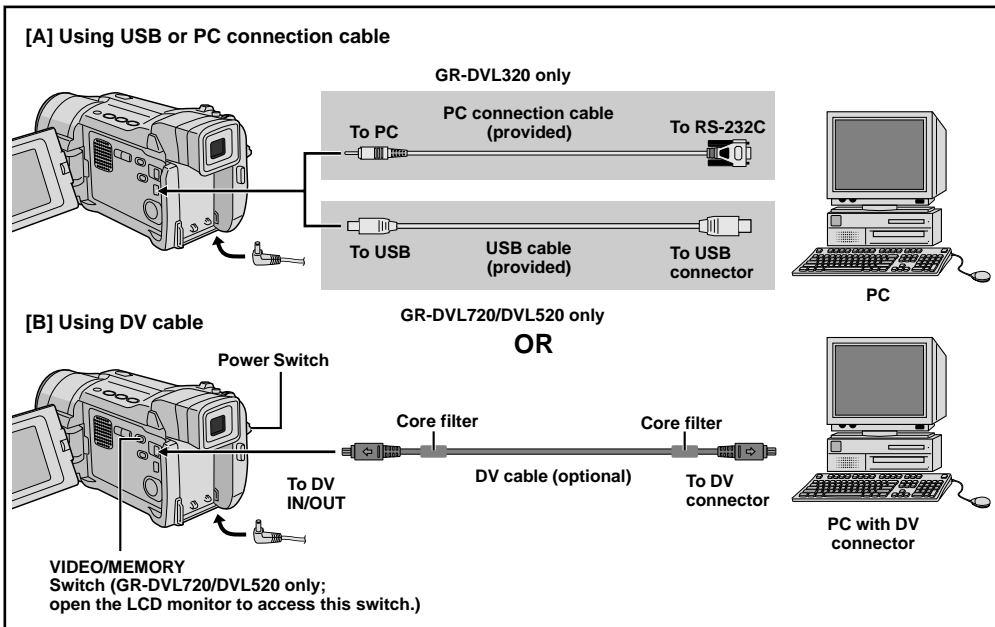 [A] Using USB or PC connection cable
GR-DVL320 only
PC connection cable
(provided)
To PC
To RS-232C
To USB
USB cable
(provided)
To USB
connector
PC
GR-DVL720/DVL520 only
OR
[B] Using DV cable
Power Switch
Core filter
Core filter
DV cable (optional)
To DV
IN/OUT
To DV
connector
PC with DV
connector
VIDEO/MEMORY
Switch (GR-DVL720/DVL520 only;
open the LCD monitor to access this switch.)